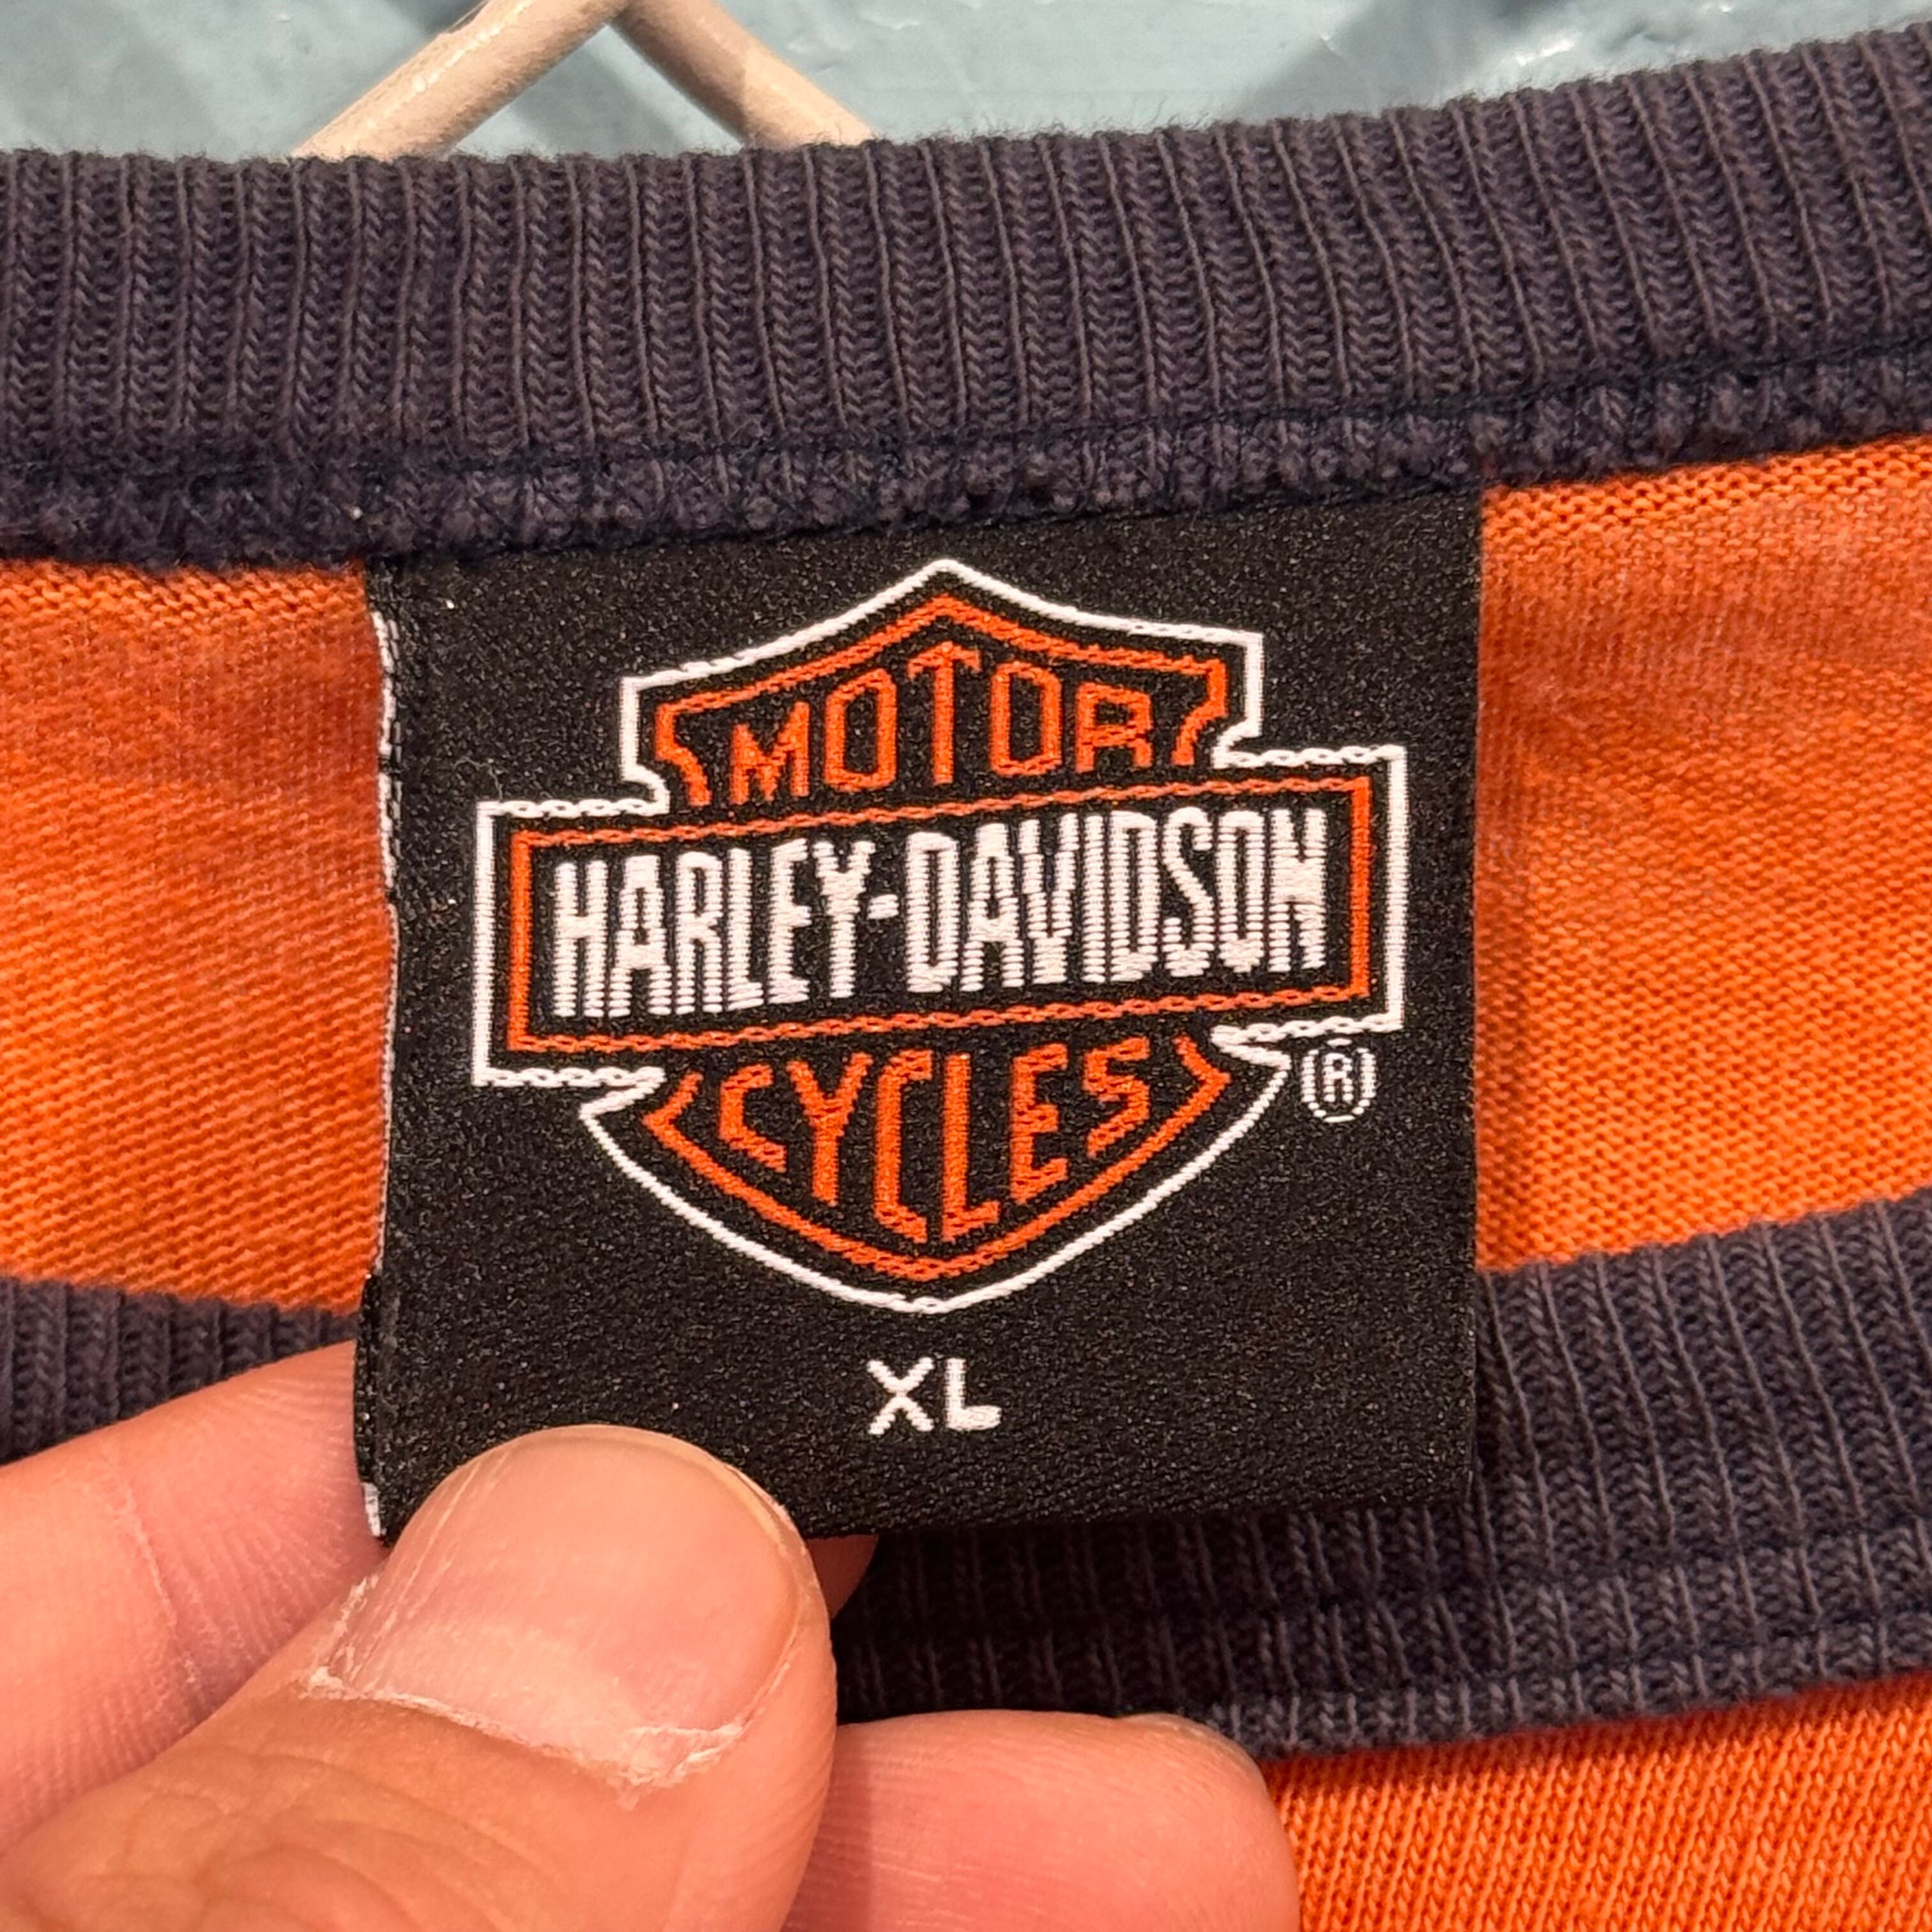 MOTOR
HARLEY-DAVIDSON
CYCLES
®
XL